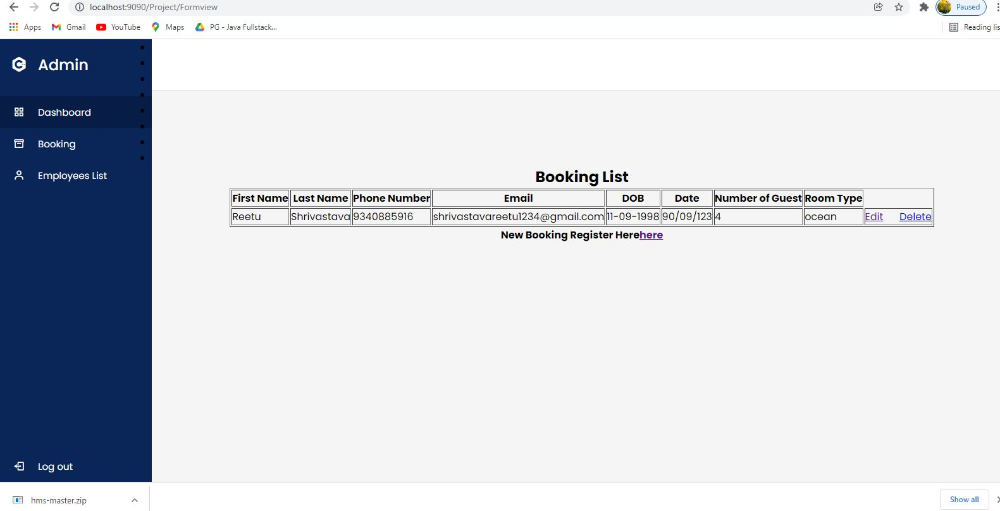 localhost:9090/Project/Formview
Paused
Apps Gmail YouTube Maps PG - Java Fullstack...
Reading lis
Admin
Dashboard
Booking
Employees List
Booking List
First Name Last Name Phone Number Email DOB Date Number of Guest Room Type
Reetu Shrivastava 9340885916 shrivastavareetu1234@gmail.com 11-09-1998 90/09/123 4 ocean Edit Delete
New Booking Register Herehere
Log out
hms-master.zip
Show all